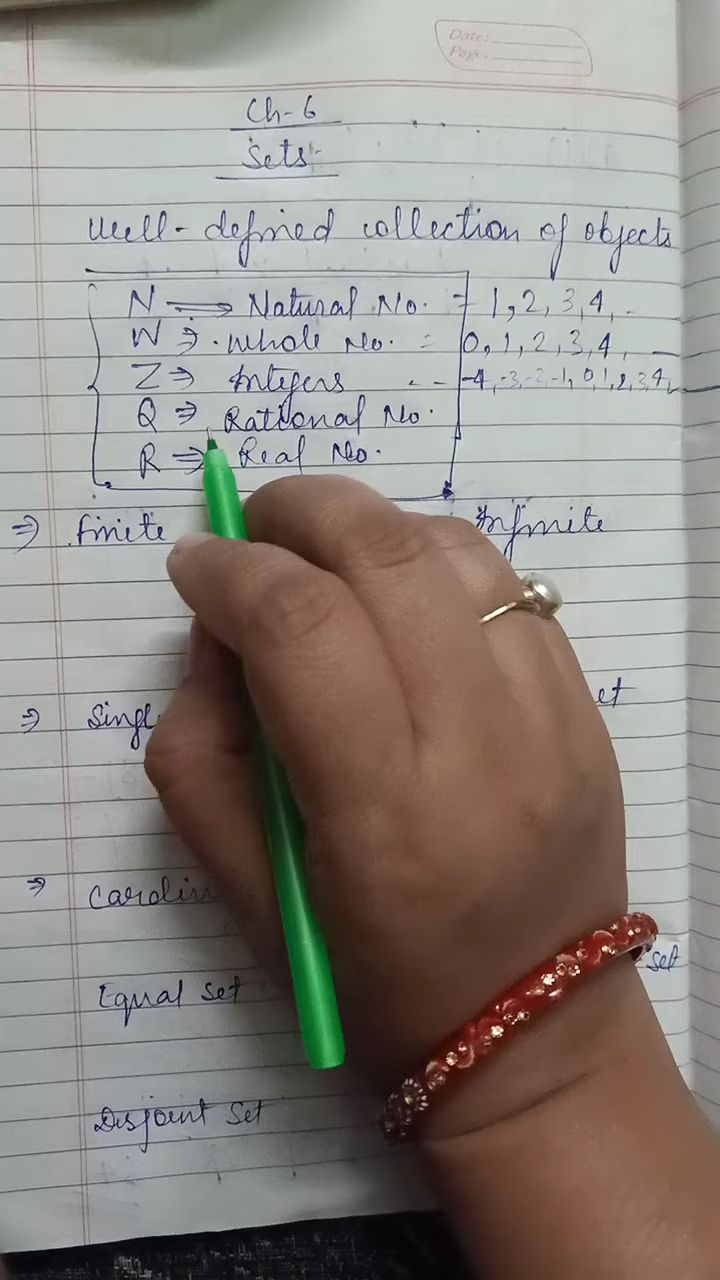 Date:
Page.
Ch-6
Sets
Well-defined collection of objects
N ⟹ Natural No. = 1, 2, 3, 4, -
W ⇒ Whole No. = 0, 1, 2, 3, 4, —
Z ⇒ Integers -- -4, -3, -2, -1, 0, 1, 2, 3, 4, —
Q ⇒ Rational No.
R ⇒ Real No.
⇒ finite Infinite
⇒ Single
⇒ Cardin
set
Equal Set
Disjoint Set